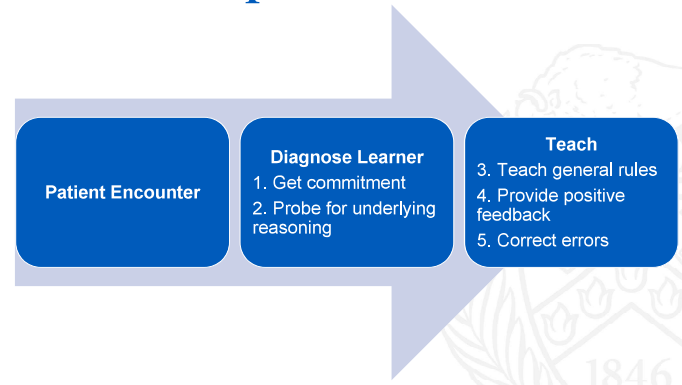 Patient Encounter
Diagnose Learner
1. Get commitment
2. Probe for underlying
reasoning
Teach
3. Teach general rules
4. Provide positive
feedback
5. Correct errors
1846